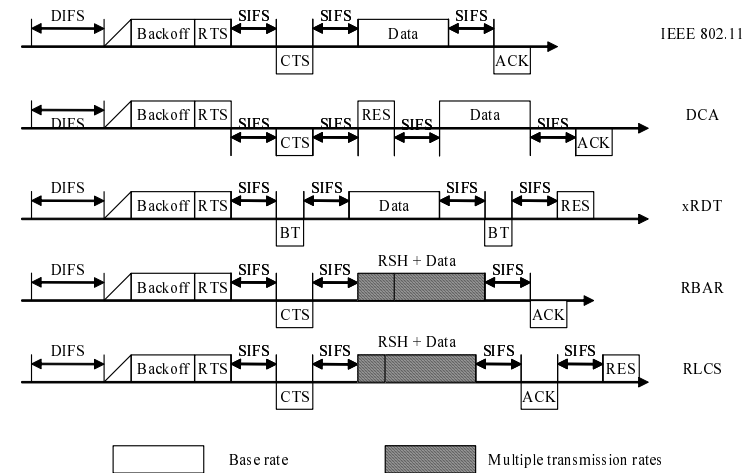 DIFS SIFS SIFS SIFS
Backoff RTS Data IEEE 802.11
CTS ACK
Backoff RTS RES Data DCA
DIFS SIFS SIFS SIFS SIFS
CTS ACK
DIFS SIFS SIFS SIFS SIFS
Backoff RTS Data RES xRDT
BT BT
RSH + Data
DIFS SIFS SIFS SIFS
Backoff RTS RBAR
CTS ACK
RSH + Data
DIFS SIFS SIFS SIFS SIFS
Backoff RTS RES RLCS
CTS ACK
Base rate Multiple transmission rates